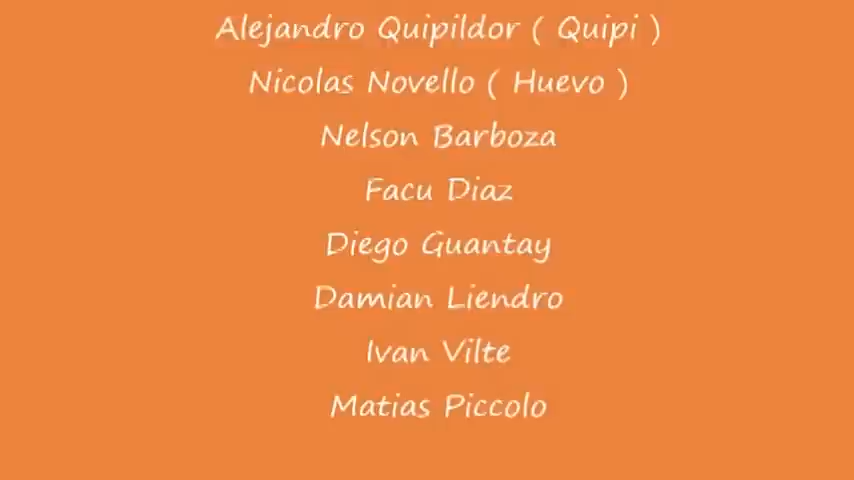 Alejandro Quipildor ( Quipi )
Nicolas Novello ( Huevo )
Nelson Barboza
Facu Diaz
Diego Guantay
Damian Liendro
Ivan Vilte
Matias Piccolo